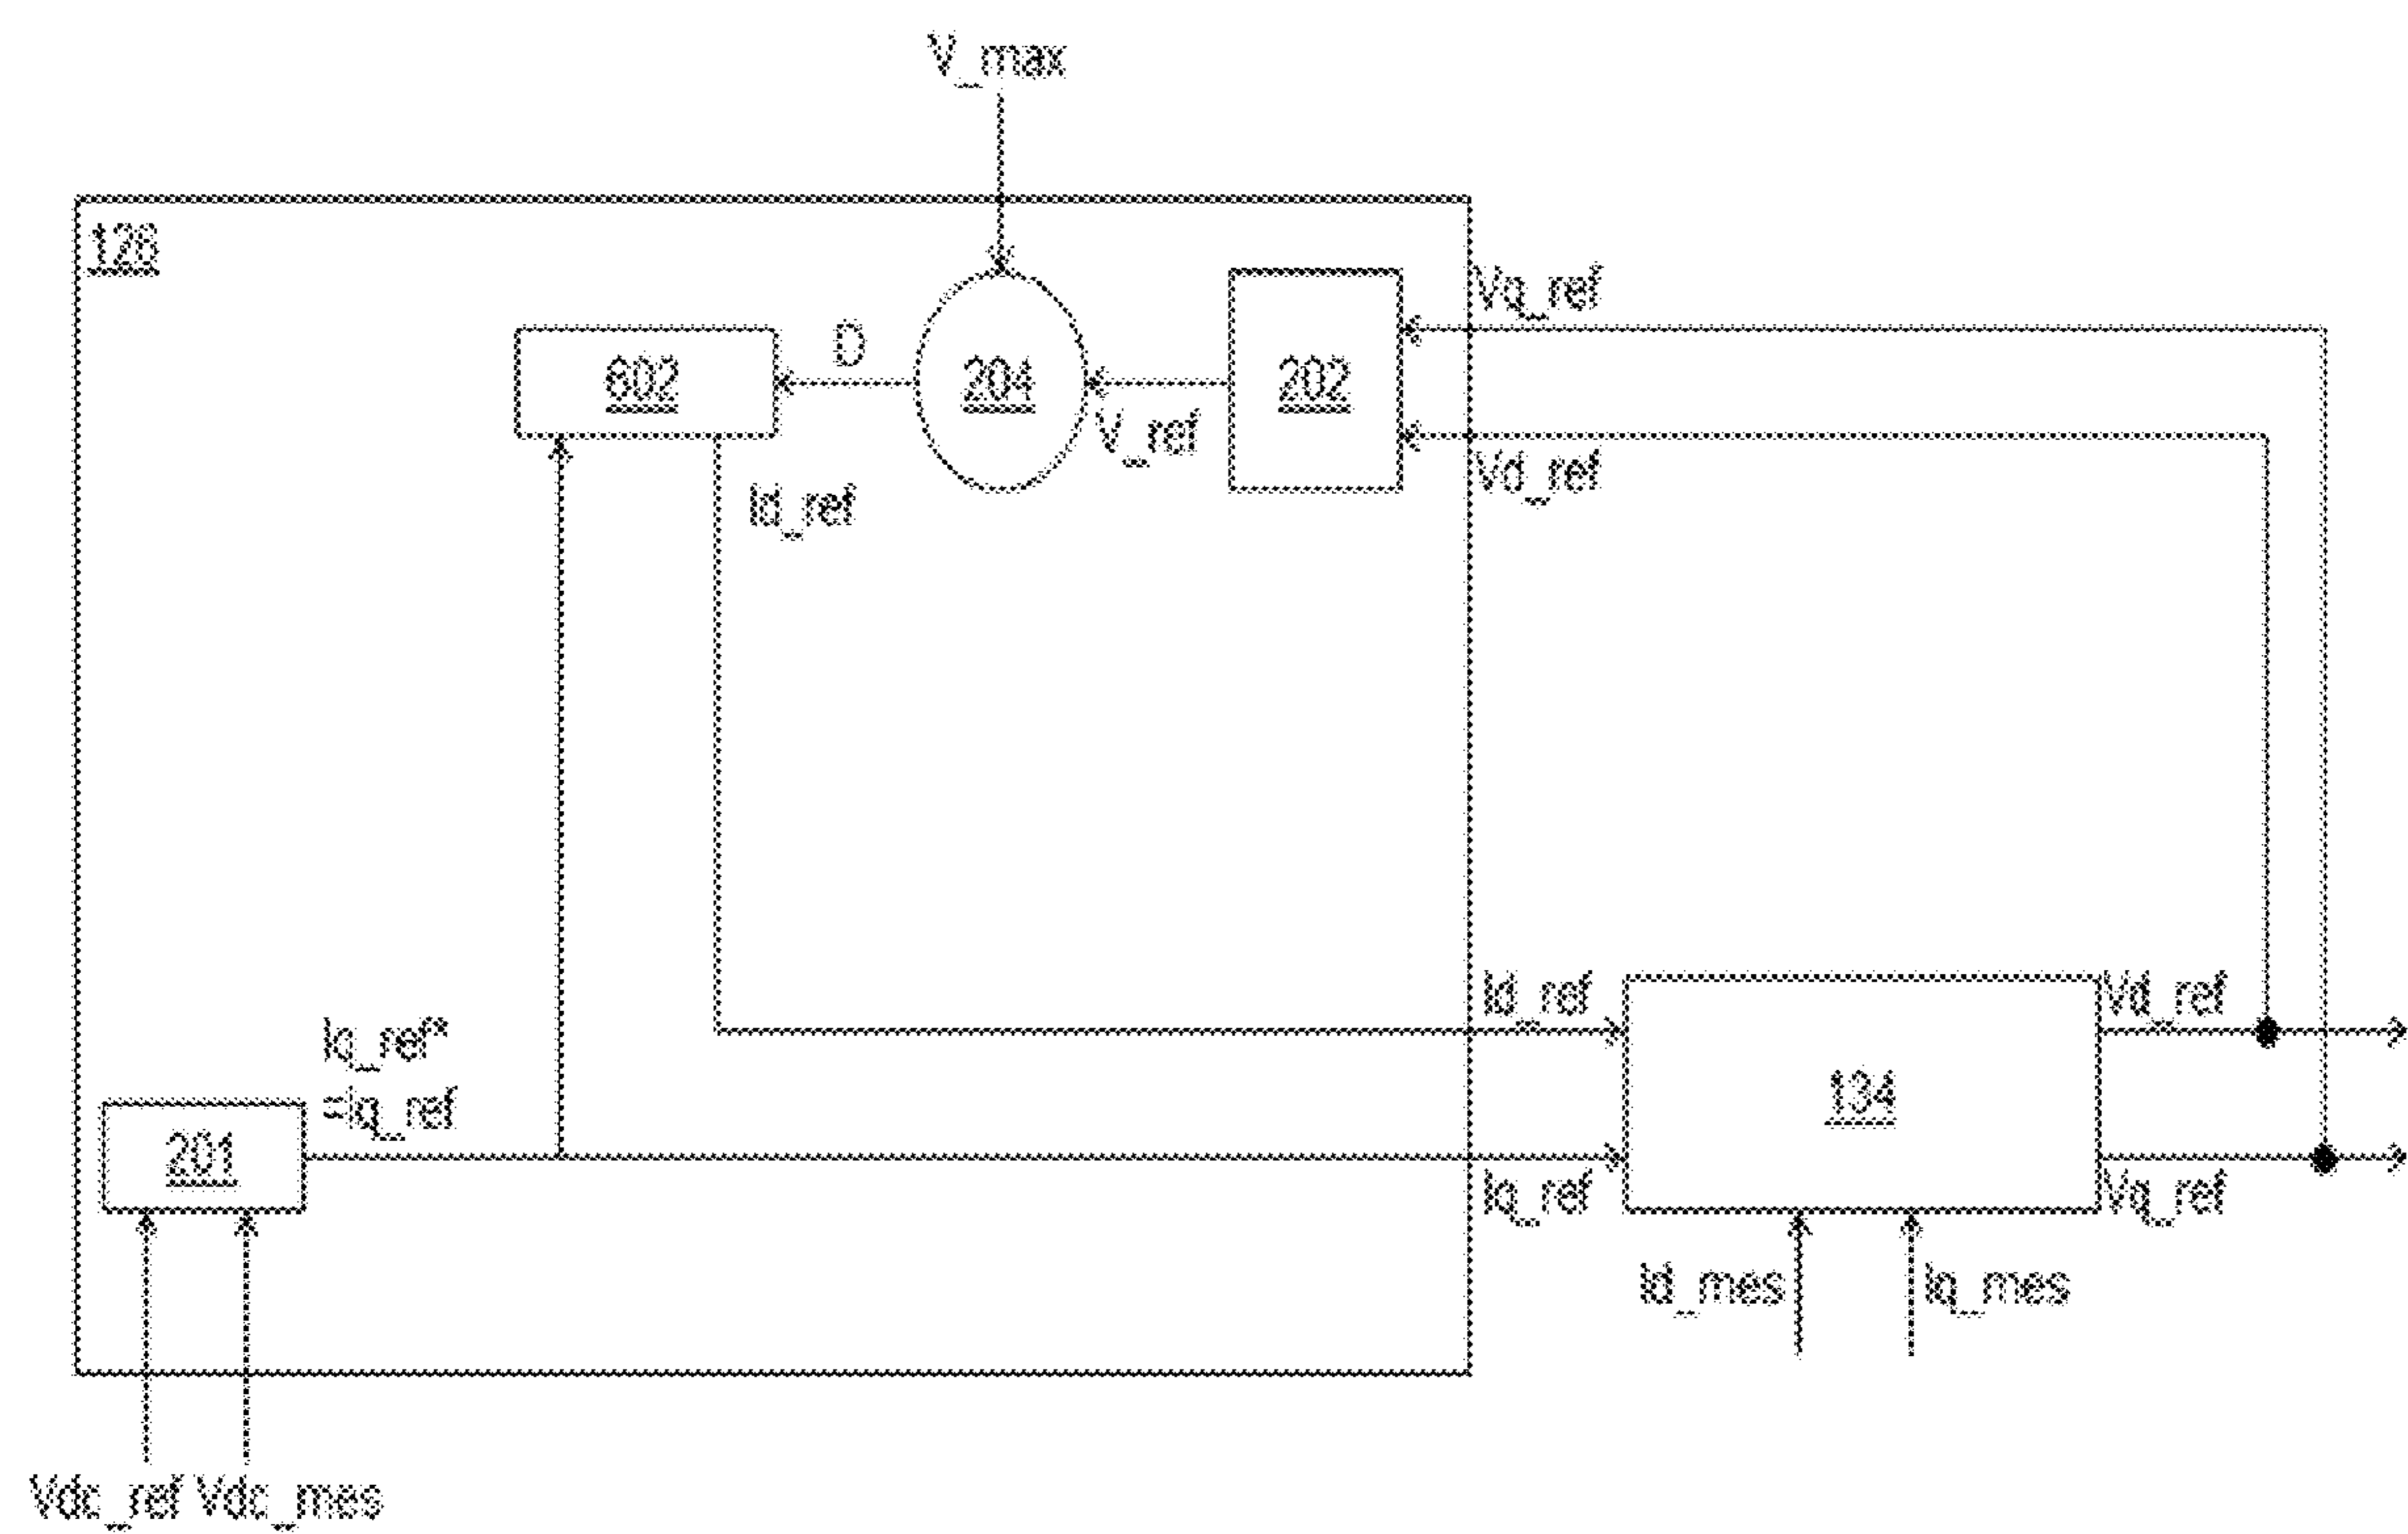 V_max
126
Vq_ref
602
D
204
202
V_ref
Vd_ref
Id_ref
Id_ref
Vd_ref
Iq_ref*
=Iq_ref
134
201
Iq_ref
Vq_ref
Id_mes
Iq_mes
Vdc_ref
Vdc_mes